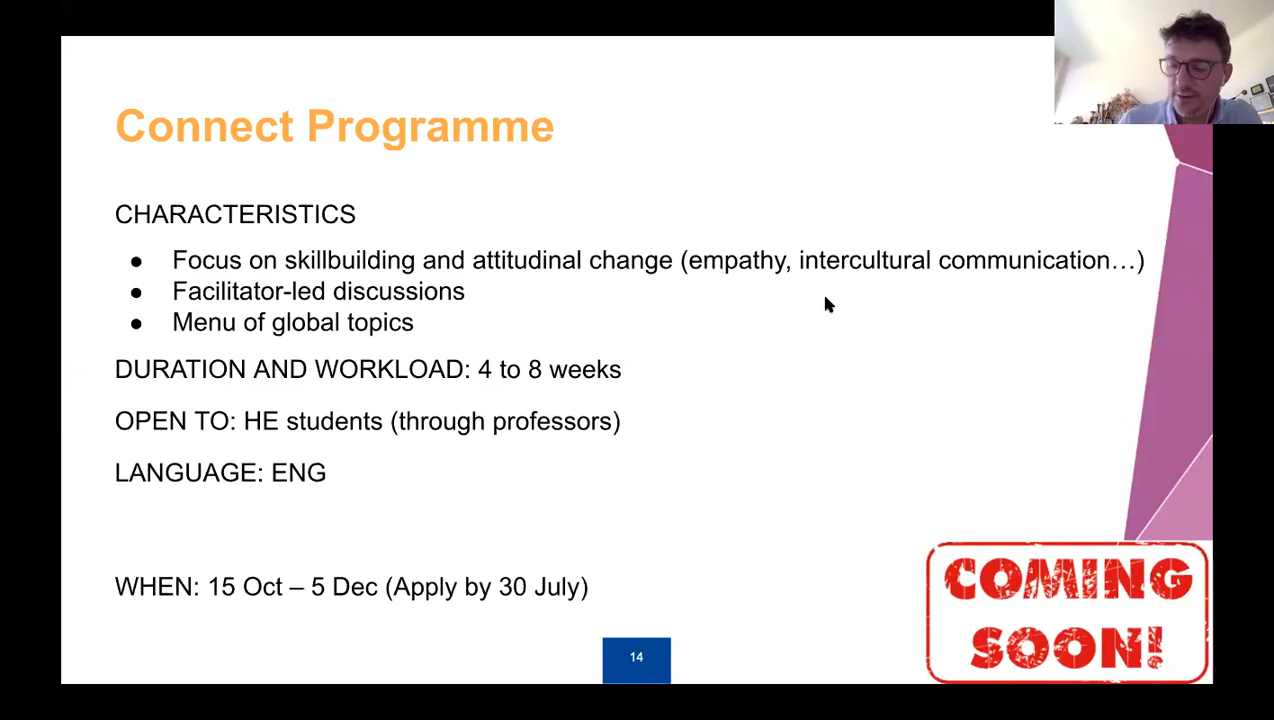 Connect Programme
CHARACTERISTICS
● Focus on skillbuilding and attitudinal change (empathy, intercultural communication…)
● Facilitator-led discussions
● Menu of global topics
DURATION AND WORKLOAD: 4 to 8 weeks
OPEN TO: HE students (through professors)
LANGUAGE: ENG
WHEN: 15 Oct – 5 Dec (Apply by 30 July)
COMING
SOON!
14